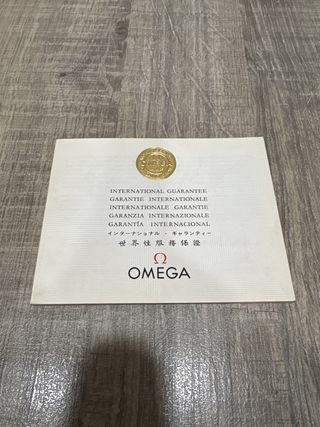 INTERNATIONAL GUARANTEE
GARANTIE INTERNATIONALE
INTERNATIONALE GARANTIE
GARANZIA INTERNAZIONALE
GARANTÍA INTERNACIONAL
インターナショナル・ギャランティー
世界性服務保證
Ω
OMEGA